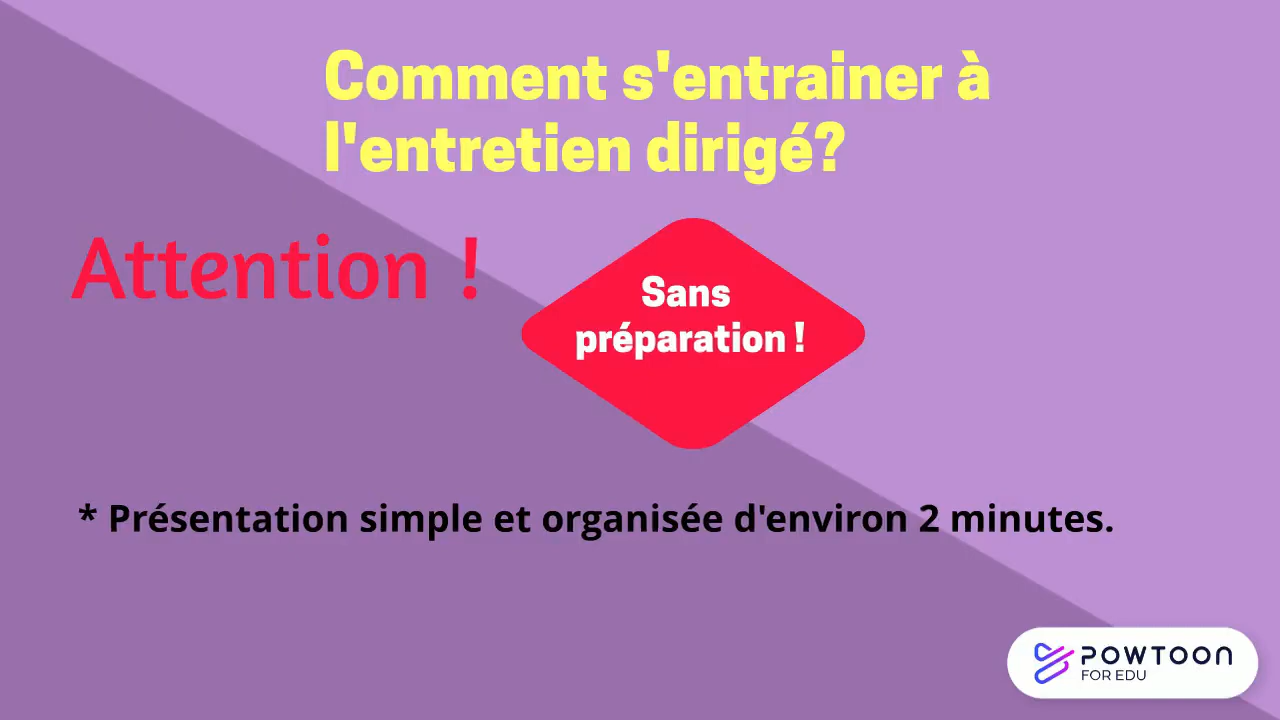 Comment s'entrainer à
l'entretien dirigé?
Attention !
Sans
préparation !
* Présentation simple et organisée d'environ 2 minutes.
POWTOON
FOR EDU